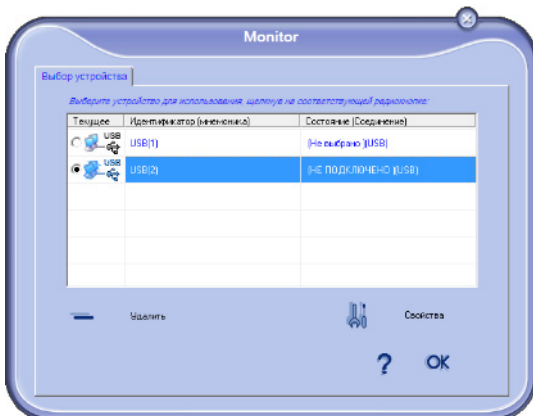 Monitor
Выбор устройства
Выберите устройство для использования, щелкнув на соответствующей радиокнопке:
Текущее Идентификатор (мнемоника) Состояние (Соединение)
USB USB(1) (Не выбрано )(USB)
USB USB(2) (НЕ ПОДКЛЮЧЕНО )(USB)
Удалить Свойства
? OK